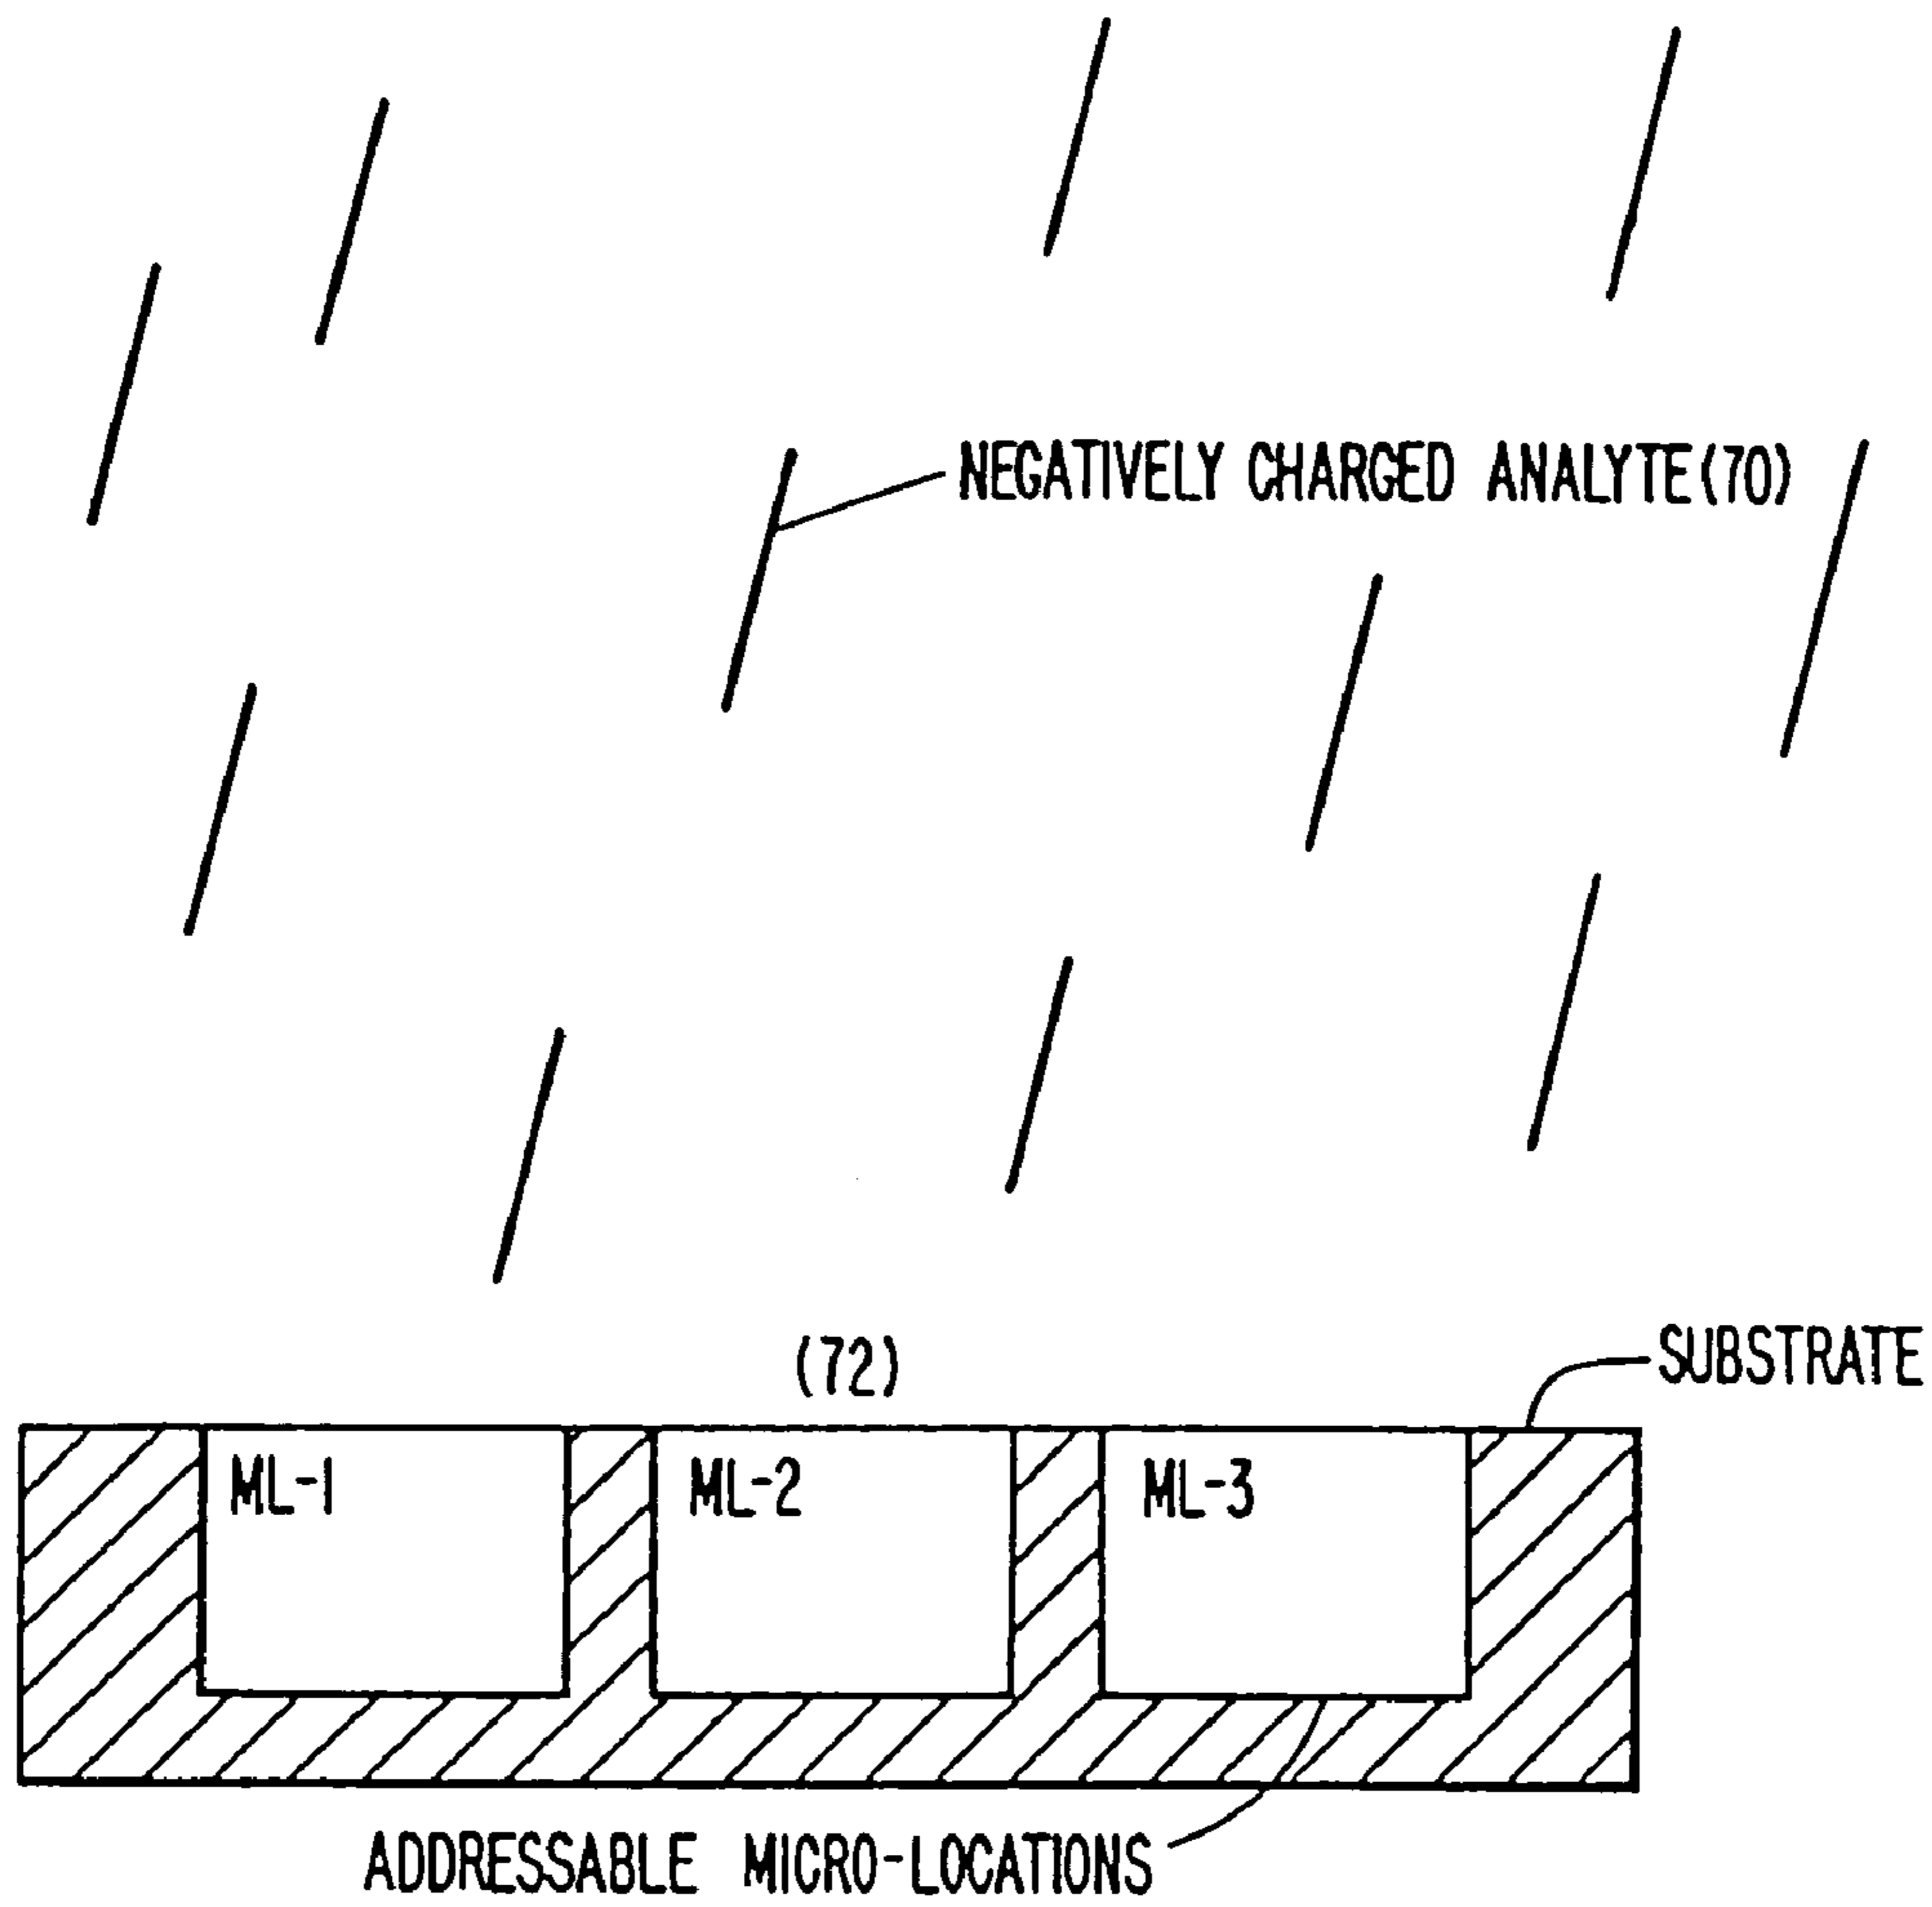 NEGATIVELY CHARGED ANALYTE(70)
(72)
SUBSTRATE
ML-1
ML-2
ML-3
ADDRESSABLE MICRO-LOCATIONS